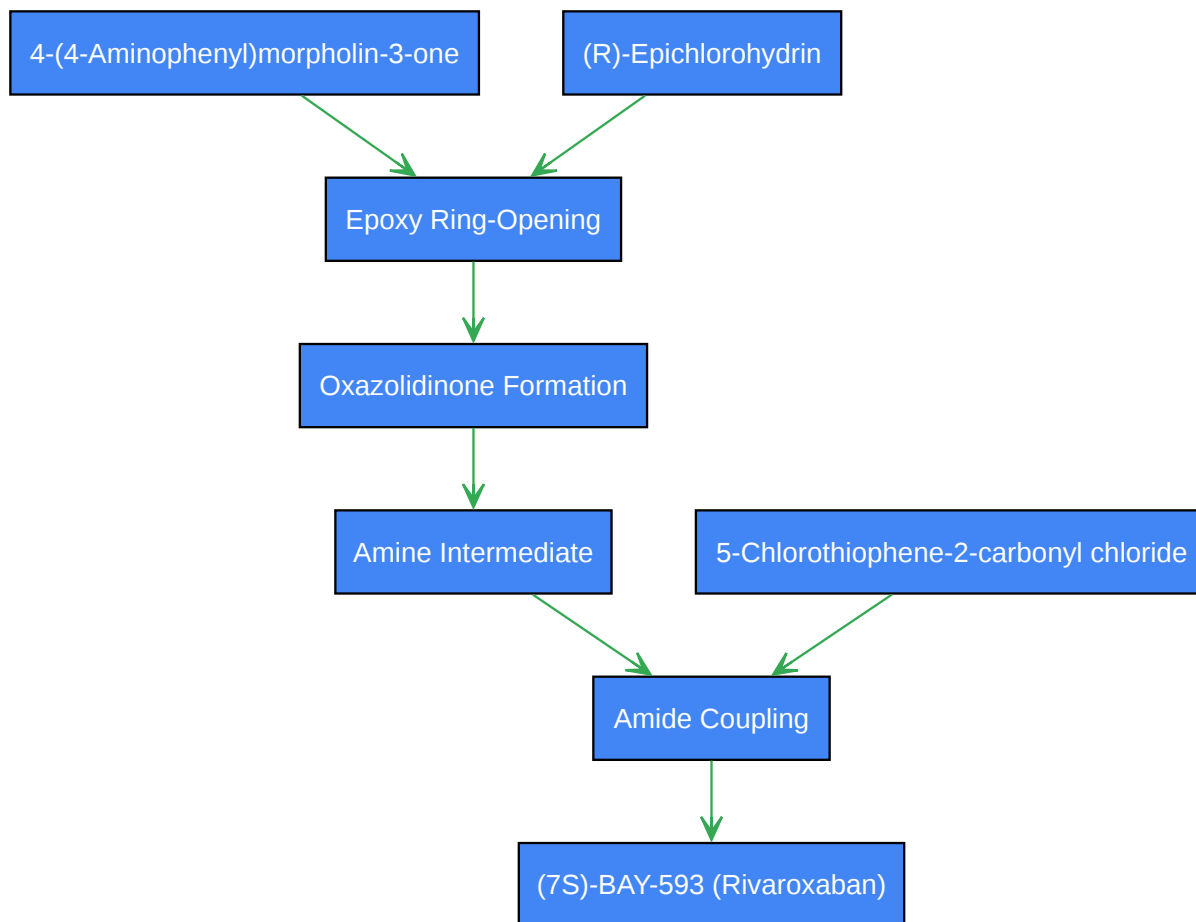 4-(4-Aminophenyl)morpholin-3-one
(R)-Epichlorohydrin
Epoxy Ring-Opening
Oxazolidinone Formation
Amine Intermediate
5-Chlorothiophene-2-carbonyl chloride
Amide Coupling
(7S)-BAY-593 (Rivaroxaban)